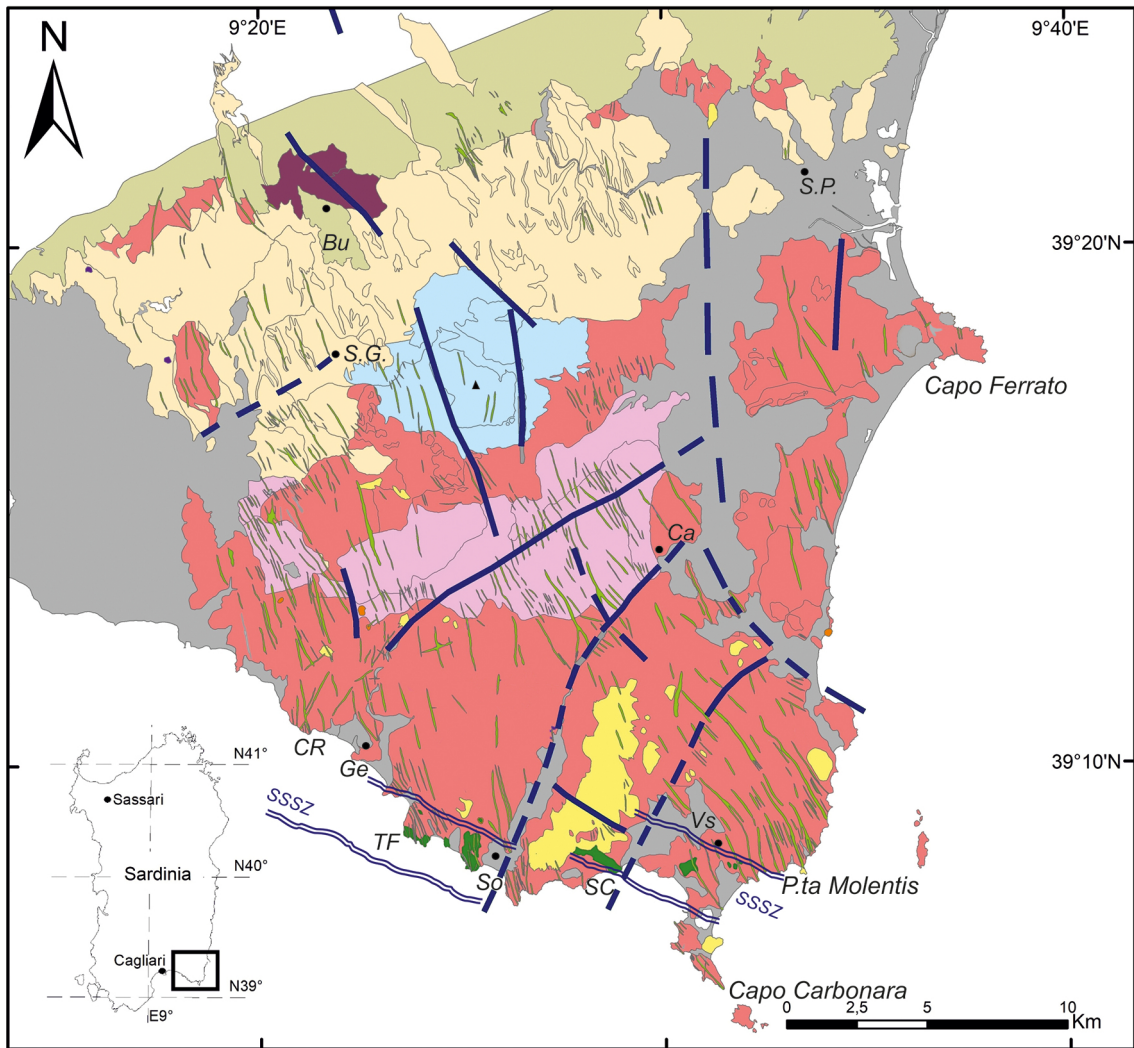 9°20'E
9°40'E
N
S.P.
Bu
39°20'N
S.G.
Capo Ferrato
Ca
CR
Ge
39°10'N
N41°
SSSZ
Sassari
TF
Vs
Sardinia
N40°
So
SC
P.ta Molentis
SSSZ
Cagliari
N39°
E9°
Capo Carbonara
0 2,5 5 10
Km